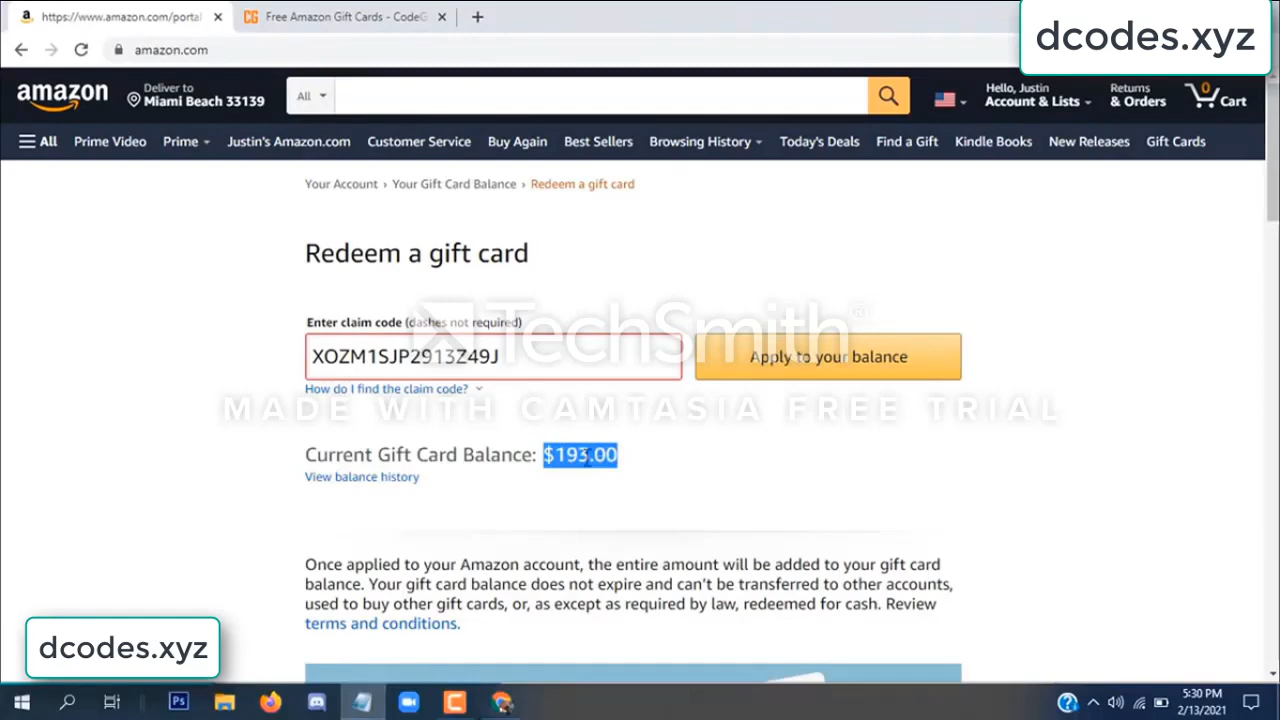 https://www.amazon.com/portal
Free Amazon Gift Cards - CodeG
amazon.com
dcodes.xyz
amazon
Deliver to
Miami Beach 33139
All
Hello, Justin
Account & Lists
Returns
& Orders
0
Cart
All
Prime Video
Prime
Justin's Amazon.com
Customer Service
Buy Again
Best Sellers
Browsing History
Today's Deals
Find a Gift
Kindle Books
New Releases
Gift Cards
Your Account › Your Gift Card Balance › Redeem a gift card
Redeem a gift card
Enter claim code (dashes not required)
TechSmith®
XOZM1SJP2913Z49J
Apply to your balance
How do I find the claim code?
MADE WITH CAMTASIA FREE TRIAL
Current Gift Card Balance: $193.00
View balance history
Once applied to your Amazon account, the entire amount will be added to your gift card
balance. Your gift card balance does not expire and can't be transferred to other accounts,
used to buy other gift cards, or, as except as required by law, redeemed for cash. Review
terms and conditions.
dcodes.xyz
Ps
5:30 PM
2/13/2021